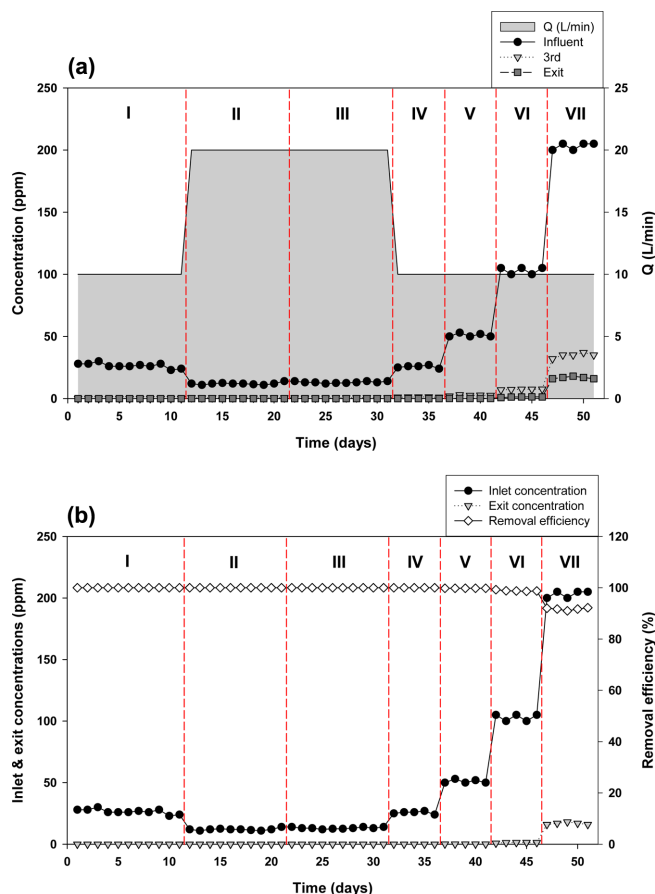 Q (L/min)
Influent
3rd
Exit
(a)
250
200
150
100
50
0
Concentration (ppm)
I
II
III
IV
V
VI
VII
25
20
15
10
5
0
Q (L/min)
0
5
10
15
20
25
30
35
40
45
50
Time (days)
Inlet concentration
Exit concentration
Removal efficiency
(b)
250
200
150
100
50
0
Inlet & exit concentrations (ppm)
I
II
III
IV
V
VI
VII
120
100
80
60
40
20
0
Removal efficiency (%)
0
5
10
15
20
25
30
35
40
45
50
Time (days)